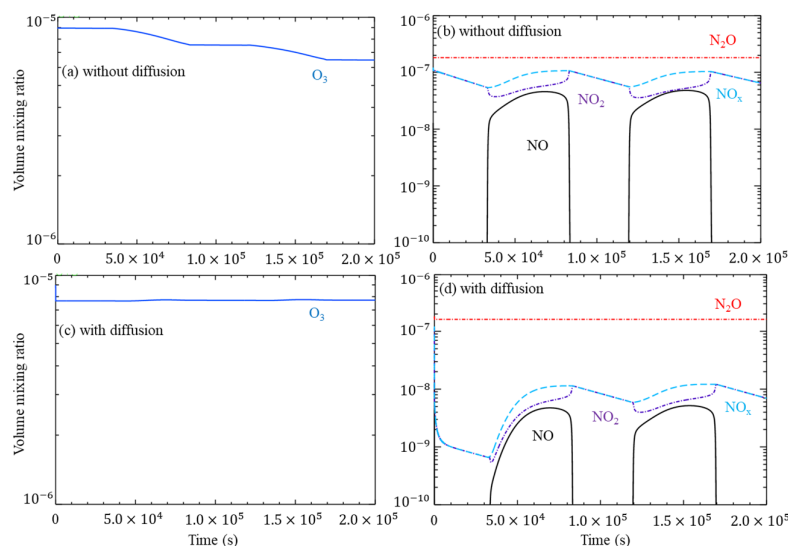 10⁻⁵
(a) without diffusion
O₃
10⁻⁶
0 5.0 × 10⁴ 1.5 × 10⁵ 2.0 × 10⁵
Volume mixing ratio
10⁻⁶
(b) without diffusion
N₂O
10⁻⁷
NO₂
NOₓ
10⁻⁸
NO
10⁻⁹
10⁻¹⁰
0 5.0 × 10⁴ 1.0 × 10⁵ 1.5 × 10⁵ 2.0 × 10⁵
10⁻⁵
O₃
(c) with diffusion
10⁻⁶
0 5.0 × 10⁴ 1.0 × 10⁵ 1.5 × 10⁵ 2.0 × 10⁵
Volume mixing ratio
Time (s)
10⁻⁶
(d) with diffusion
N₂O
10⁻⁷
10⁻⁸
NO₂
NOₓ
NO
10⁻⁹
10⁻¹⁰
0 5.0 × 10⁴ 1.0 × 10⁵ 1.5 × 10⁵ 2.0 × 10⁵
Time (s)